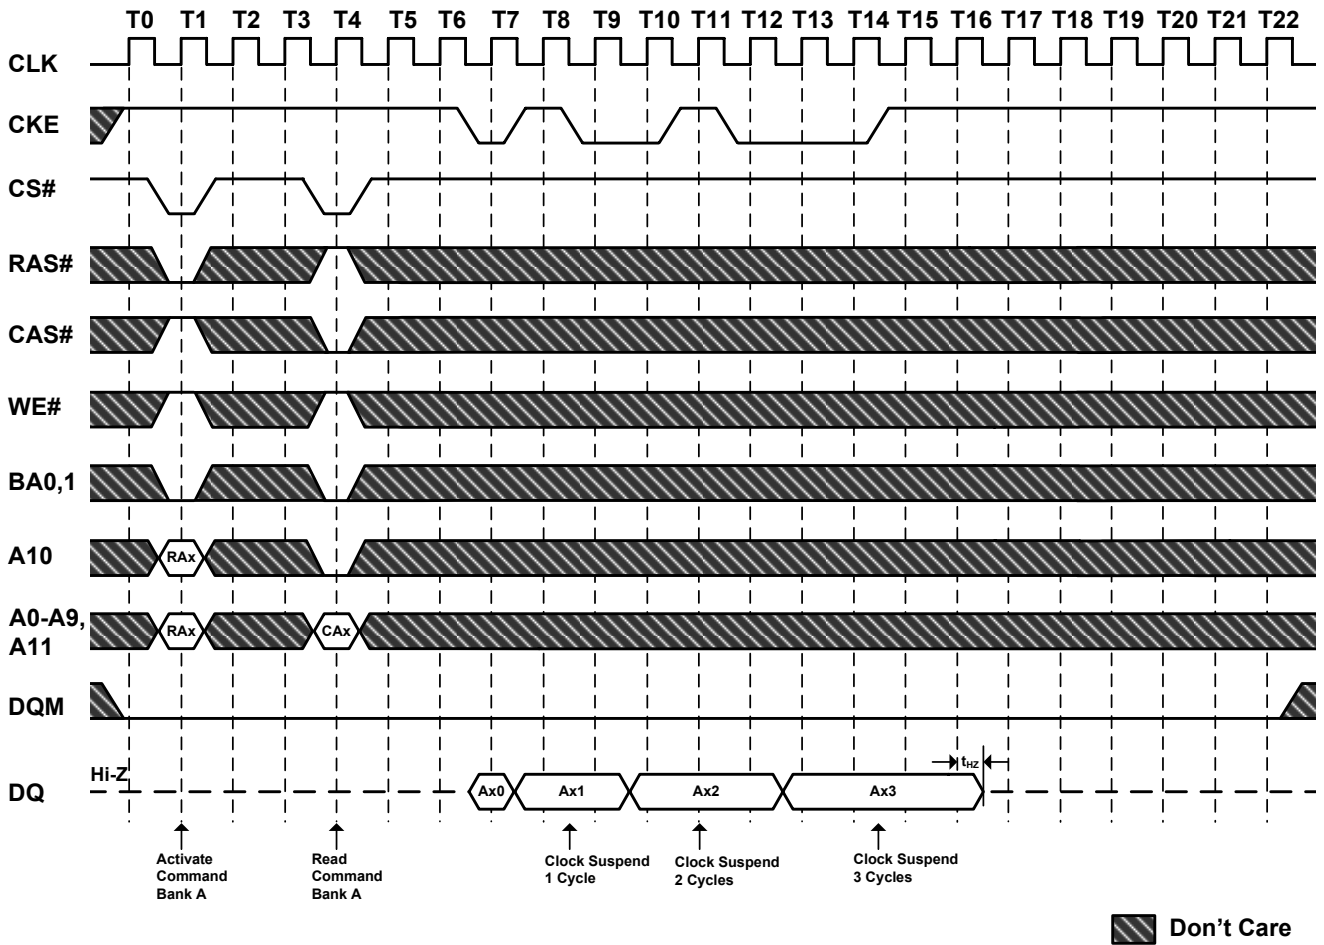 T0 T1 T2 T3 T4 T5 T6 T7 T8 T9 T10 T11 T12 T13 T14 T15 T16 T17 T18 T19 T20 T21 T22
CLK
CKE
CS#
RAS#
CAS#
WE#
BA0,1
A10
RAx
A0-A9,
A11
RAx
CAx
DQM
Hi-Z
tHZ
DQ
Ax0
Ax1
Ax2
Ax3
Activate
Command
Bank A
Read
Command
Bank A
Clock Suspend
1 Cycle
Clock Suspend
2 Cycles
Clock Suspend
3 Cycles
Don't Care